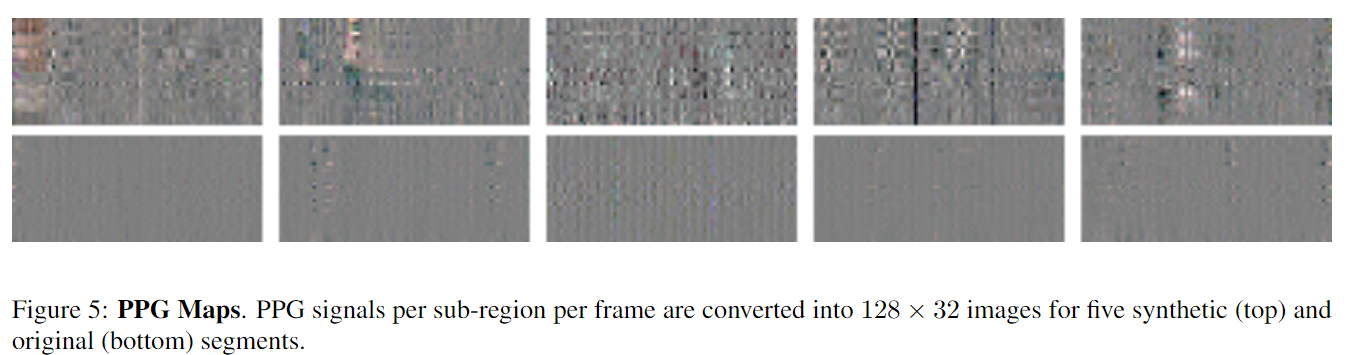 Figure 5: PPG Maps. PPG signals per sub-region per frame are converted into 128 × 32 images for five synthetic (top) and
original (bottom) segments.